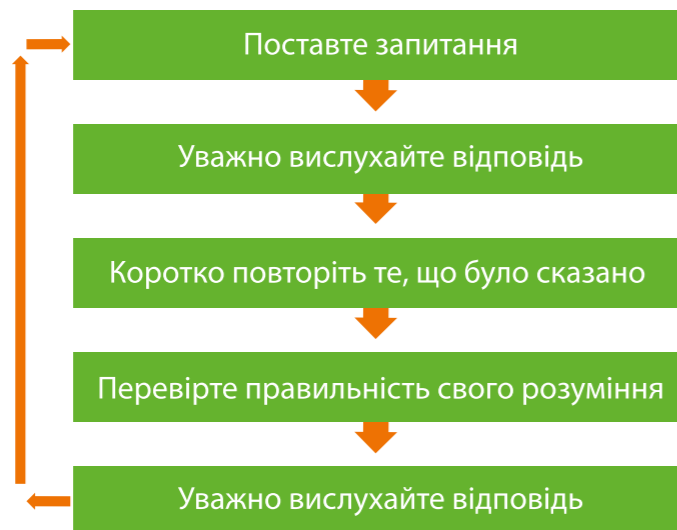 Поставте запитання
Уважно вислухайте відповідь
Коротко повторіть те, що було сказано
Перевірте правильність свого розуміння
Уважно вислухайте відповідь